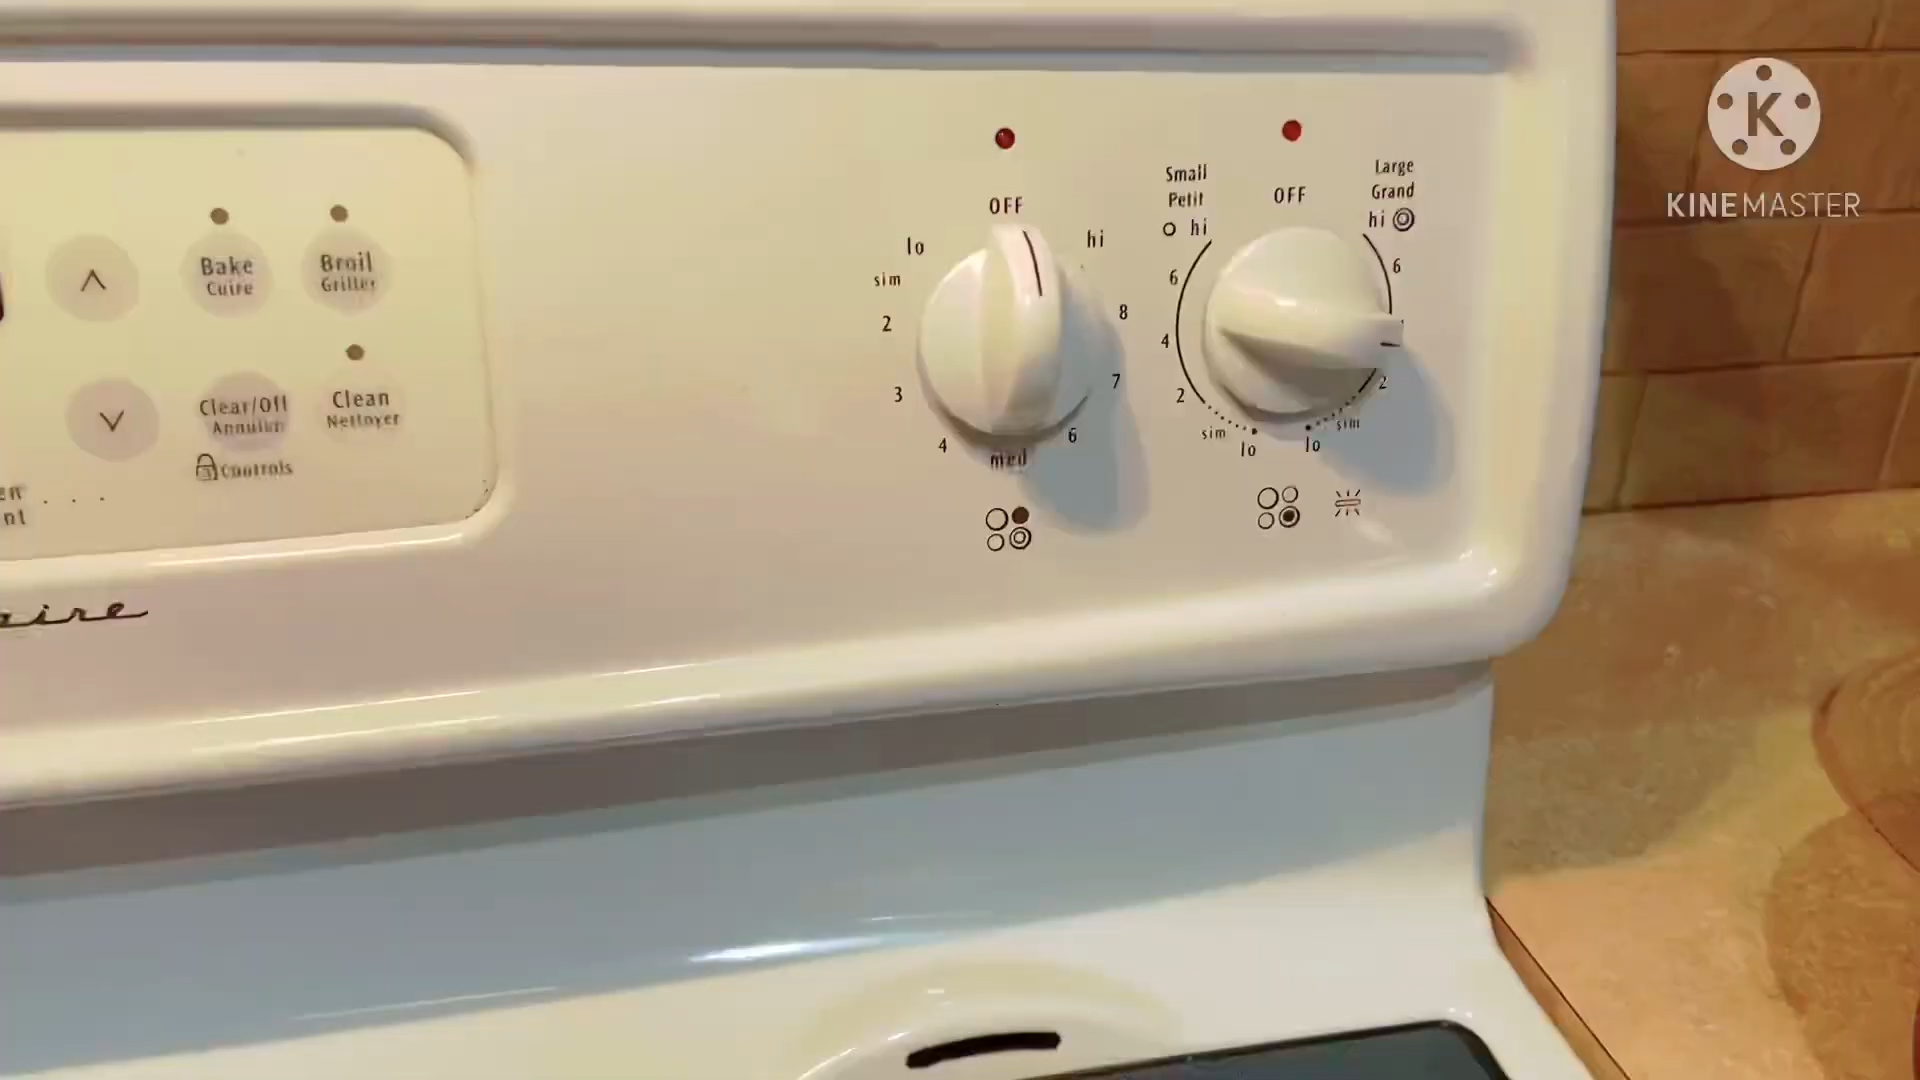 Bake
Cuire
Broil
Griller
Clear/Off
Annuler
Clean
Nettoyer
Controls
aire
OFF
lo
hi
sim
2
8
3
7
4
6
med
Small
Petit
hi
OFF
Large
Grand
hi
6
6
4
2
2
sim
lo
lo
sim
K
KINEMASTER